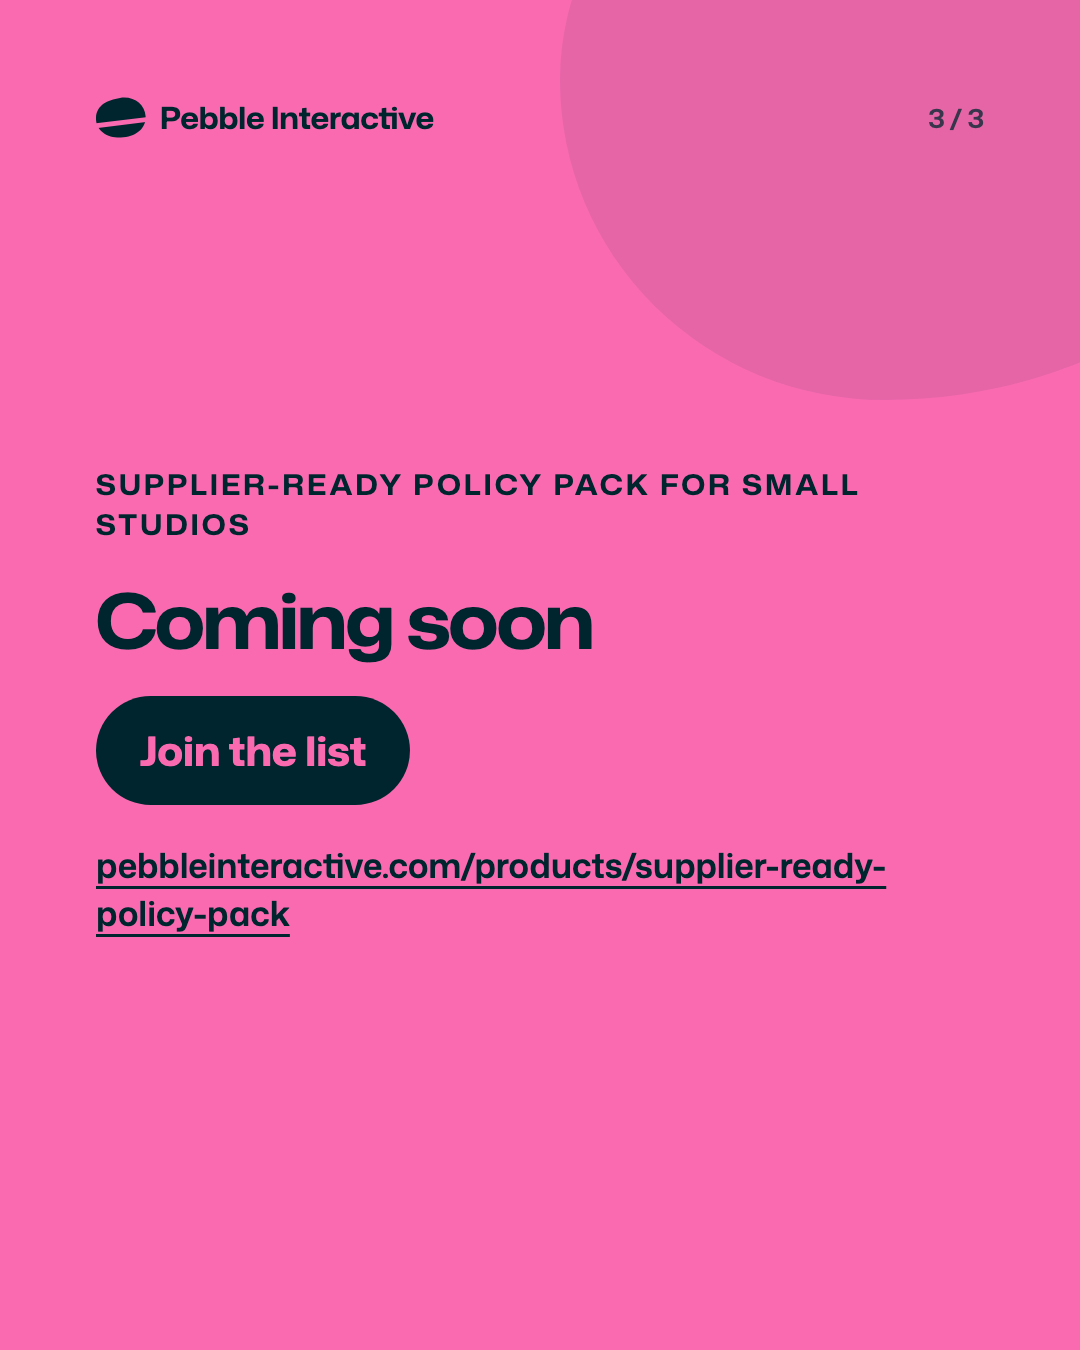 Pebble Interactive
3 / 3
SUPPLIER-READY POLICY PACK FOR SMALL
STUDIOS
Coming soon
Join the list
pebbleinteractive.com/products/supplier-ready-
policy-pack